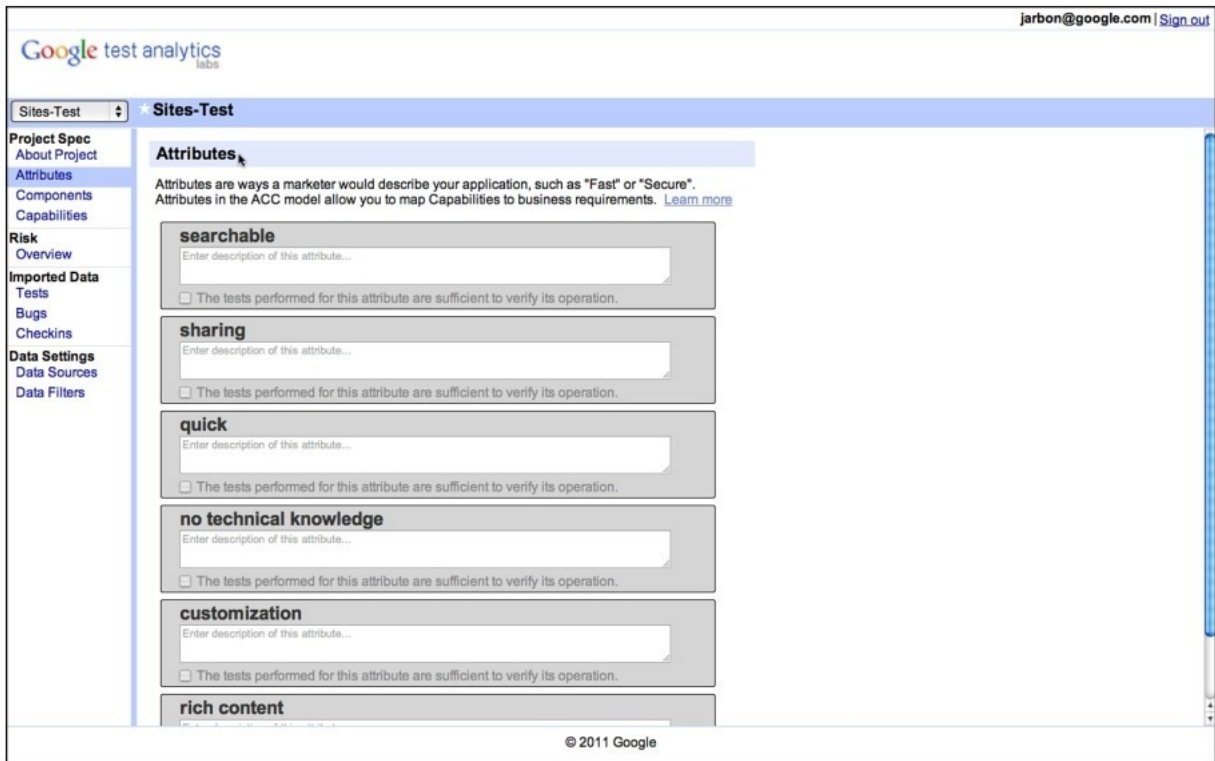 jarbon@google.com | Sign out
Google test analytics
labs
Sites-Test
Sites-Test
Project Spec
About Project
Attributes
Components
Capabilities
Risk
Overview
Imported Data
Tests
Bugs
Checkins
Data Settings
Data Sources
Data Filters
Attributes
Attributes are ways a marketer would describe your application, such as "Fast" or "Secure".
Attributes in the ACC model allow you to map Capabilities to business requirements. Learn more
searchable
Enter description of this attribute...
The tests performed for this attribute are sufficient to verify its operation.
sharing
Enter description of this attribute...
The tests performed for this attribute are sufficient to verify its operation.
quick
Enter description of this attribute...
The tests performed for this attribute are sufficient to verify its operation.
no technical knowledge
Enter description of this attribute...
The tests performed for this attribute are sufficient to verify its operation.
customization
Enter description of this attribute...
The tests performed for this attribute are sufficient to verify its operation.
rich content
© 2011 Google